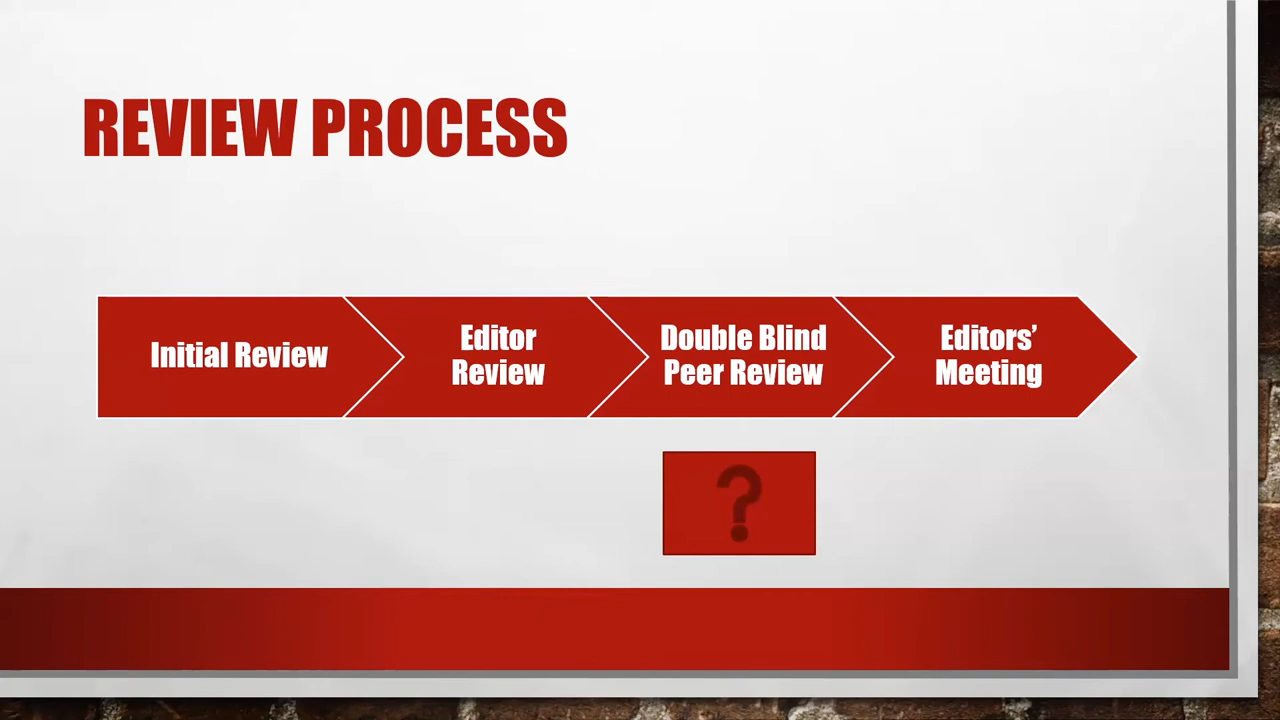 REVIEW PROCESS
Initial Review
Editor
Review
Double Blind
Peer Review
Editors’
Meeting
?